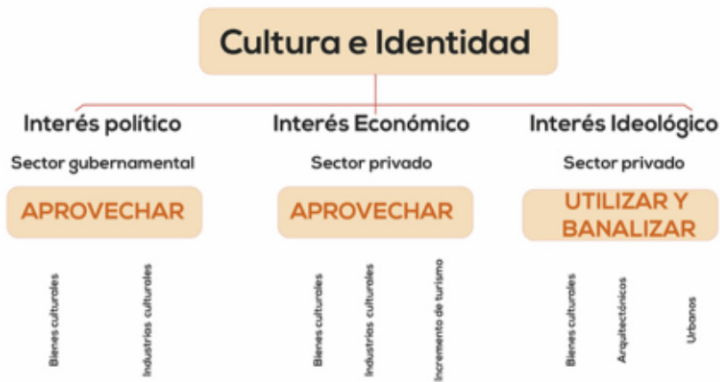 Cultura e Identidad
Interés político
Sector gubernamental
APROVECHAR
Bienes culturales
Industrias culturales
Interés Económico
Sector privado
APROVECHAR
Bienes culturales
Industrias culturales
Incremento de turismo
Interés Ideológico
Sector privado
UTILIZAR Y
BANALIZAR
Bienes culturales
Arquitectónicos
Urbanos